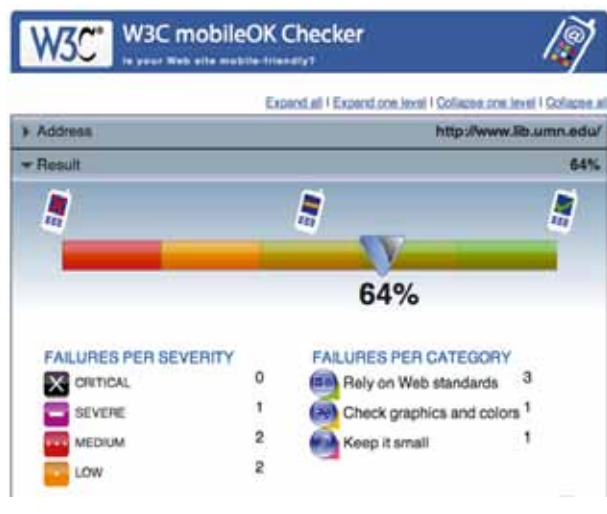 W3C® W3C mobileOK Checker
Is your Web site mobile-friendly?
Expand all | Expand one level | Collapse one level | Collapse all
Address http://www.lib.umn.edu/
Result 64%
64%
FAILURES PER SEVERITY
CRITICAL 0
SEVERE 1
MEDIUM 2
LOW 2
FAILURES PER CATEGORY
Rely on Web standards 3
Check graphics and colors 1
Keep it small 1